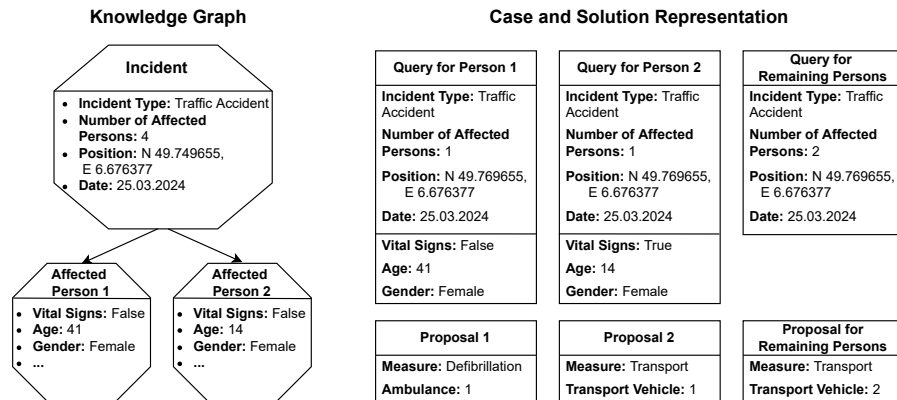 Knowledge Graph
Incident
• Incident Type: Traffic Accident
• Number of Affected
Persons: 4
• Position: N 49.749655,
E 6.676377
• Date: 25.03.2024
Affected
Person 1
• Vital Signs: False
• Age: 41
• Gender: Female
• ...
Affected
Person 2
• Vital Signs: False
• Age: 14
• Gender: Female
• ...
Case and Solution Representation
Query for Person 1
Incident Type: Traffic
Accident
Number of Affected
Persons: 1
Position: N 49.769655,
E 6.676377
Date: 25.03.2024
Vital Signs: False
Age: 41
Gender: Female
Query for Person 2
Incident Type: Traffic
Accident
Number of Affected
Persons: 1
Position: N 49.769655,
E 6.676377
Date: 25.03.2024
Vital Signs: True
Age: 14
Gender: Female
Query for
Remaining Persons
Incident Type: Traffic
Accident
Number of Affected
Persons: 2
Position: N 49.769655,
E 6.676377
Date: 25.03.2024
Proposal 1
Measure: Defibrillation
Ambulance: 1
Proposal 2
Measure: Transport
Transport Vehicle: 1
Proposal for
Remaining Persons
Measure: Transport
Transport Vehicle: 2